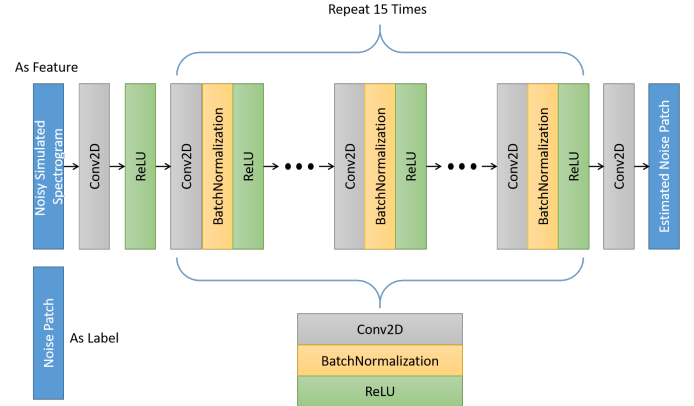 Repeat 15 Times
As Feature
Noisy Simulated
Spectrogram
Conv2D
ReLU
Conv2D
BatchNormalization
ReLU
Conv2D
BatchNormalization
ReLU
Conv2D
BatchNormalization
ReLU
Conv2D
Estimated Noise Patch
Noise Patch
As Label
Conv2D
BatchNormalization
ReLU